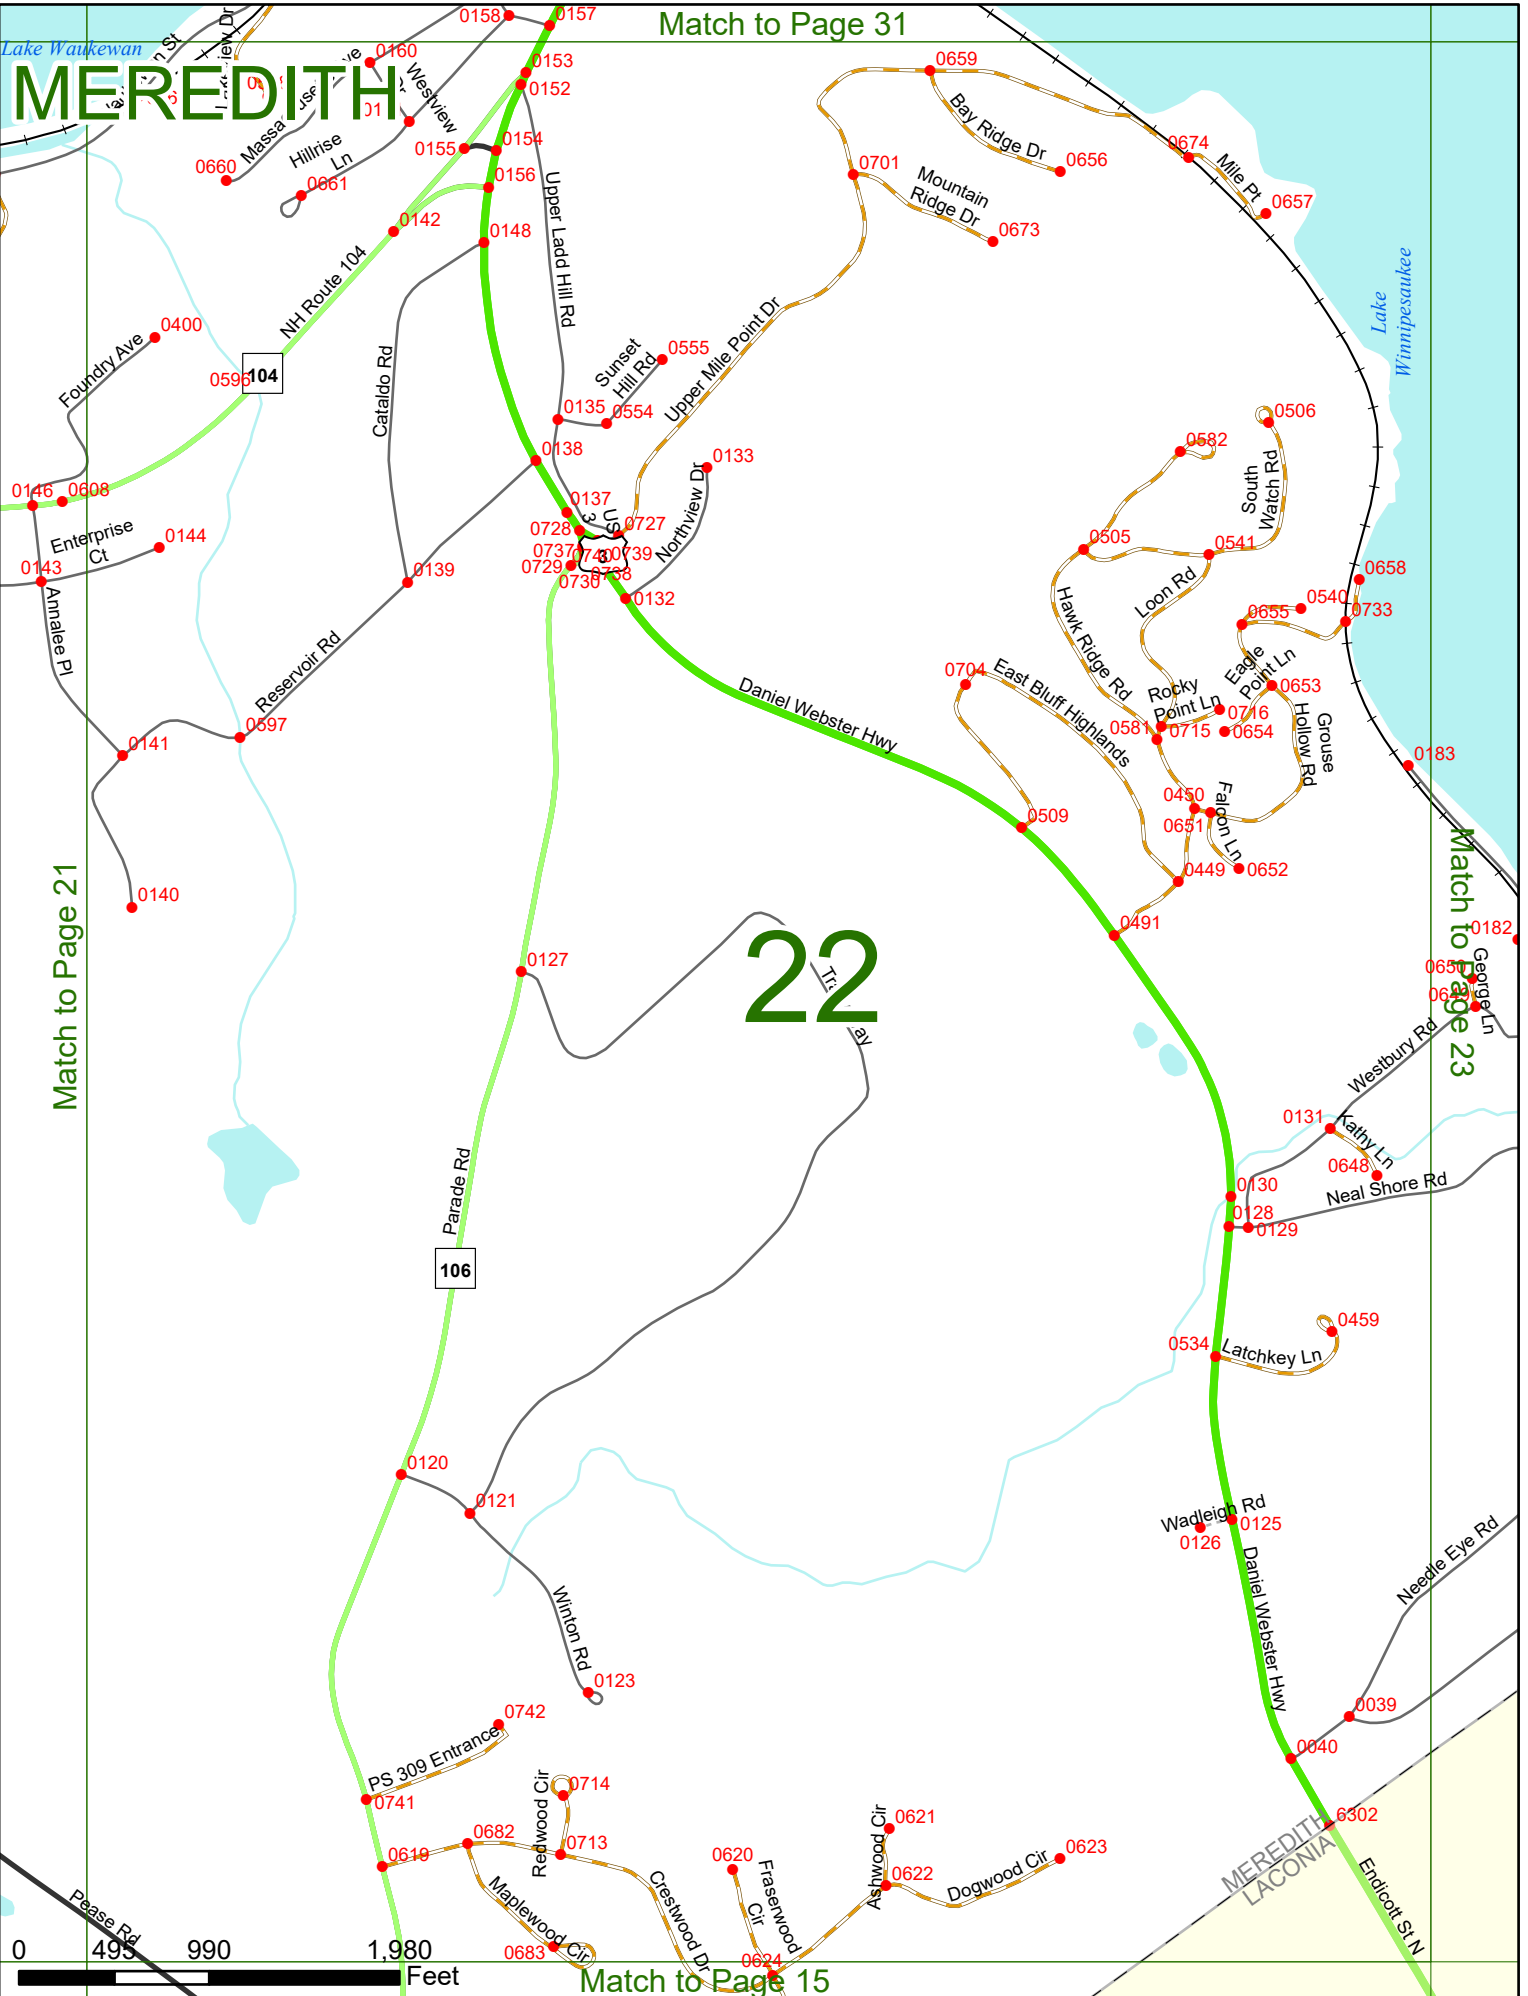 Match to Page 31
Lake Waukewan
MEREDITH
0158
0157
0160
0153
0152
Westview
0659
Bay Ridge Dr
0656
0674
Mile Pt
0657
0155
0154
0156
0660
Hillrise
Ln
0661
0142
0148
0701
Mountain
Ridge Dr
0673
Upper Ladd Hill Rd
NH Route 104
Lake
Winnipesaukee
0400
Foundry Ave
0596
104
Cataldo Rd
Sunset
Hill Rd
0555
0135
0554
Upper Mile Point Dr
0138
0133
Northview Dr
0506
0582
South
Watch Rd
0146
0608
0137
US
3
0727
0728
0737
0740
3
0739
0729
0730
0738
0132
Enterprise
Ct
0144
0143
Annalee Pl
0139
Reservoir Rd
0505
0541
Loon Rd
Hawk Ridge Rd
0658
0540
0655
0733
Eagle
Point Ln
0653
0704
East Bluff Highlands
Rocky
Point Ln
0716
0581
0715
0654
Grouse
Hollow Rd
0141
0597
Daniel Webster Hwy
0183
0509
0450
0651
Falcon Ln
0449
0652
0140
0491
Match to Page 21
22
Match to Page 23
0182
0127
0650
0649
George Ln
Westbury Rd
0131
Kathy Ln
0648
Neal Shore Rd
0130
0128
0129
Parade Rd
106
0459
0534
Latchkey Ln
0120
0121
Wadleigh Rd
0125
0126
Daniel Webster Hwy
Needle Eye Rd
Winton Rd
0123
0742
PS 309 Entrance
0741
0039
0040
6302
MEREDITH
LACONIA
Endicott St N
0714
Redwood Cir
0682
0713
0619
Maplewood Cir
0683
Crestwood Dr
0620
Fraserwood
Cir
0621
Ashwood Cir
0622
Dogwood Cir
0623
0624
Pease Rd
0 495 990 1,980
Feet
Match to Page 15